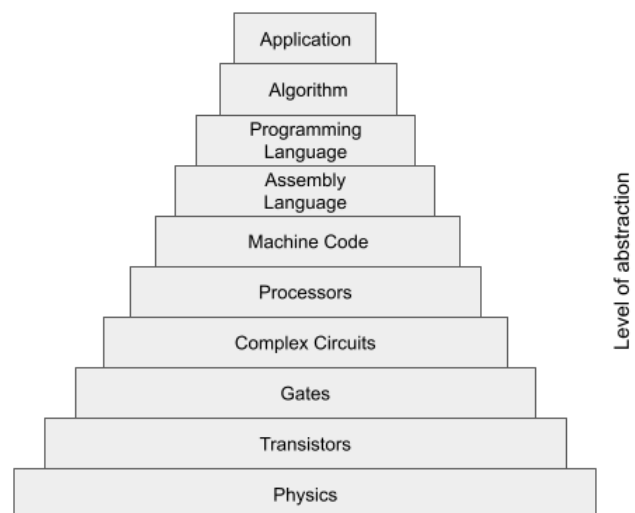 Application
Algorithm
Programming
Language
Assembly
Language
Machine Code
Processors
Complex Circuits
Gates
Transistors
Physics
Level of abstraction